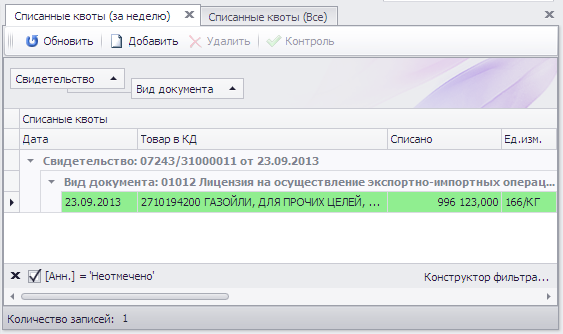 Списанные квоты (за неделю) Списанные квоты (Все)
Обновить Добавить Удалить Контроль
Свидетельство
Вид документа
Списаные квоты
Дата Товар в КД Списано Ед.изм.
Свидетельство: 07243/31000011 от 23.09.2013
Вид документа: 01012 Лицензия на осуществление экспортно-импортных операц...
23.09.2013 2710194200 ГАЗОЙЛИ, ДЛЯ ПРОЧИХ ЦЕЛЕЙ, ... 996 123,000 166/КГ
[Анн.] = 'Неотмечено' Конструктор фильтра...
Количество записей: 1